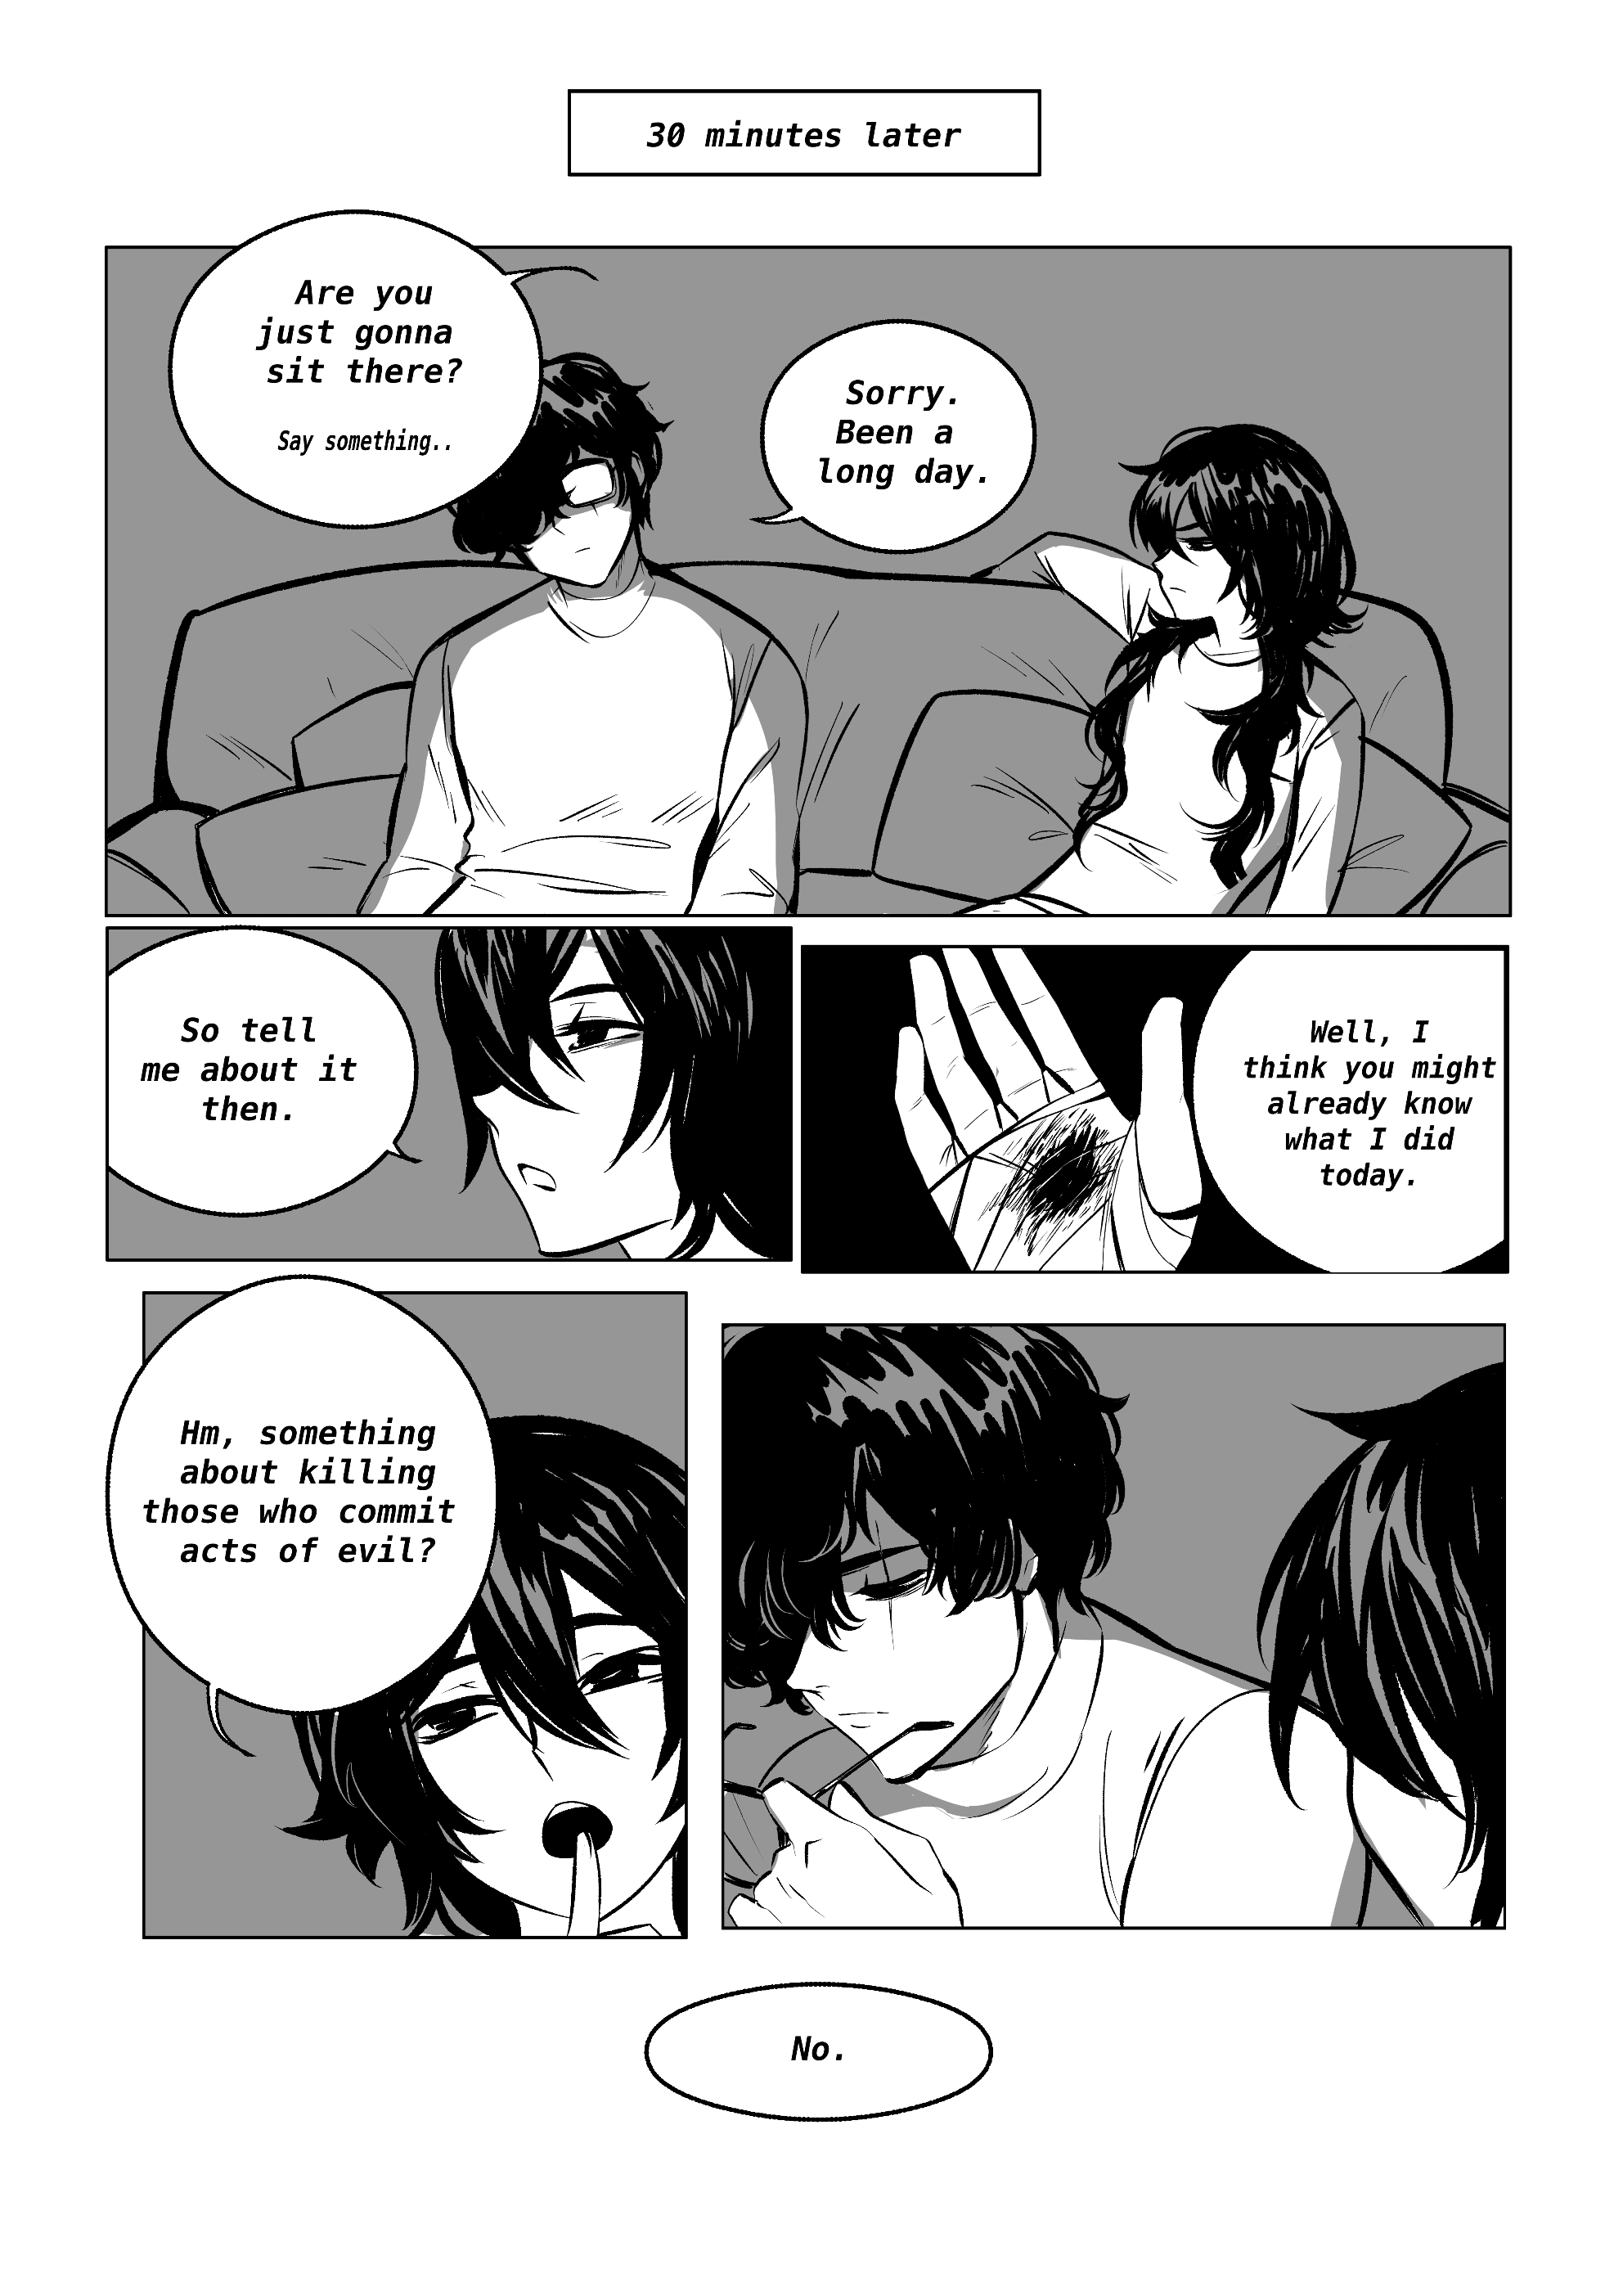 30 minutes later
Are you
just gonna
sit there?
Say something..
Sorry.
Been a
long day.
So tell
me about it
then.
Well, I
think you might
already know
what I did
today.
Hm, something
about killing
those who commit
acts of evil?
No.